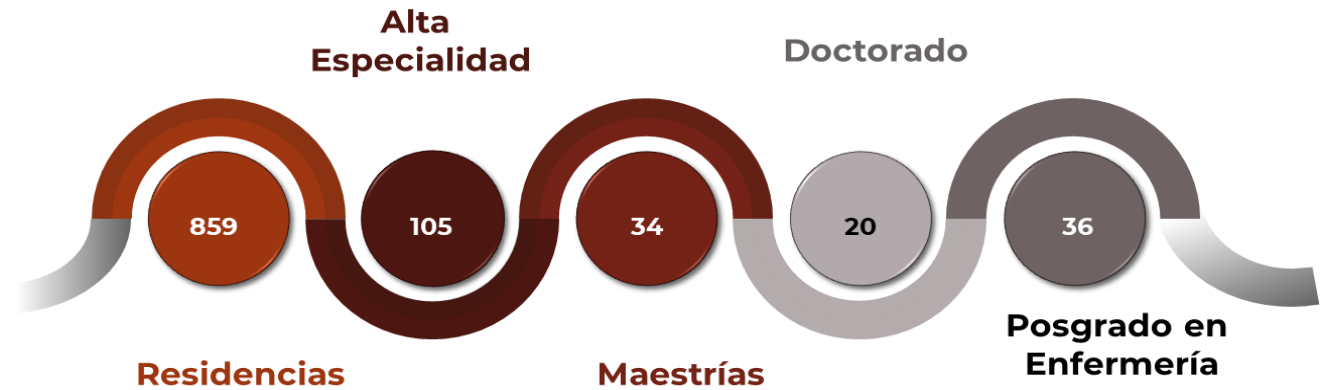 Alta
Especialidad
Doctorado
859
105
34
20
36
Residencias
Maestrías
Posgrado en
Enfermería